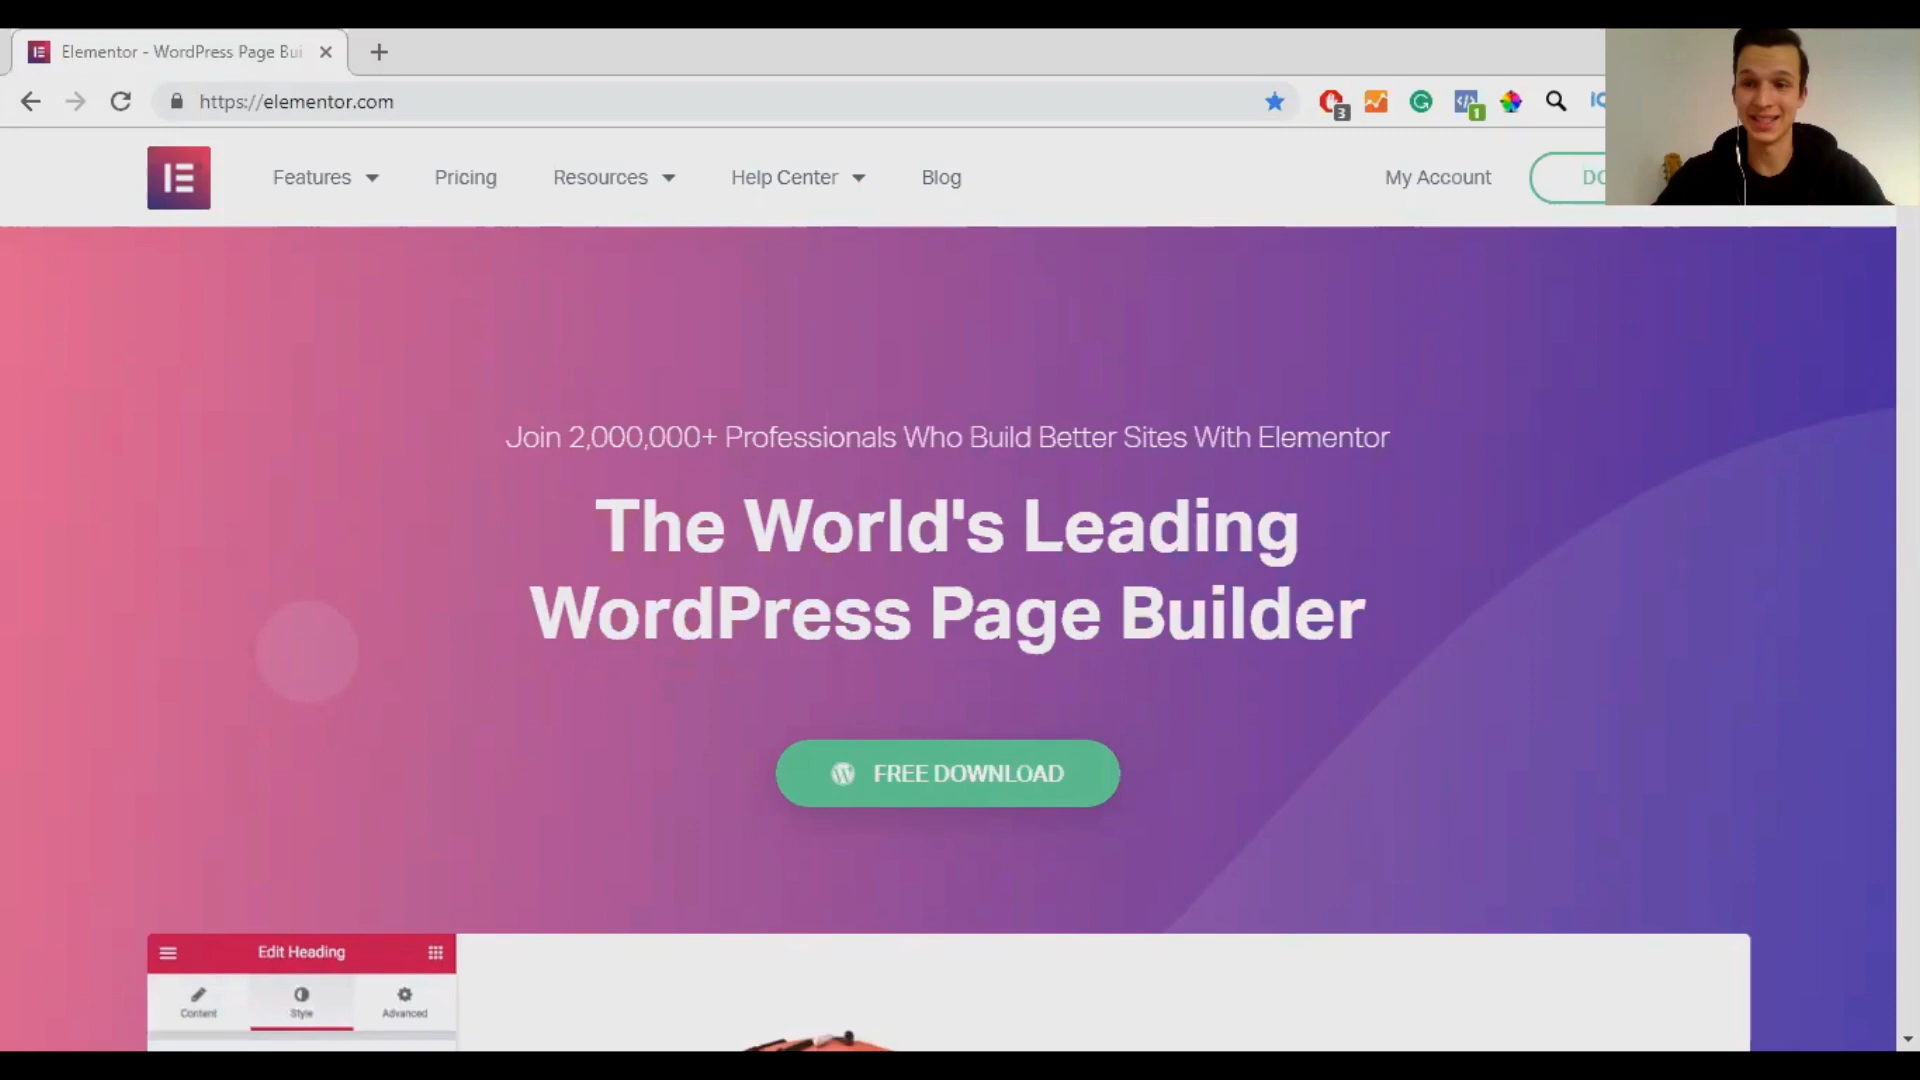 Elementor - WordPress Page Bui
https://elementor.com
3
1
Features
Pricing
Resources
Help Center
Blog
My Account
Join 2,000,000+ Professionals Who Build Better Sites With Elementor
The World's Leading
WordPress Page Builder
FREE DOWNLOAD
Edit Heading
Content
Style
Advanced